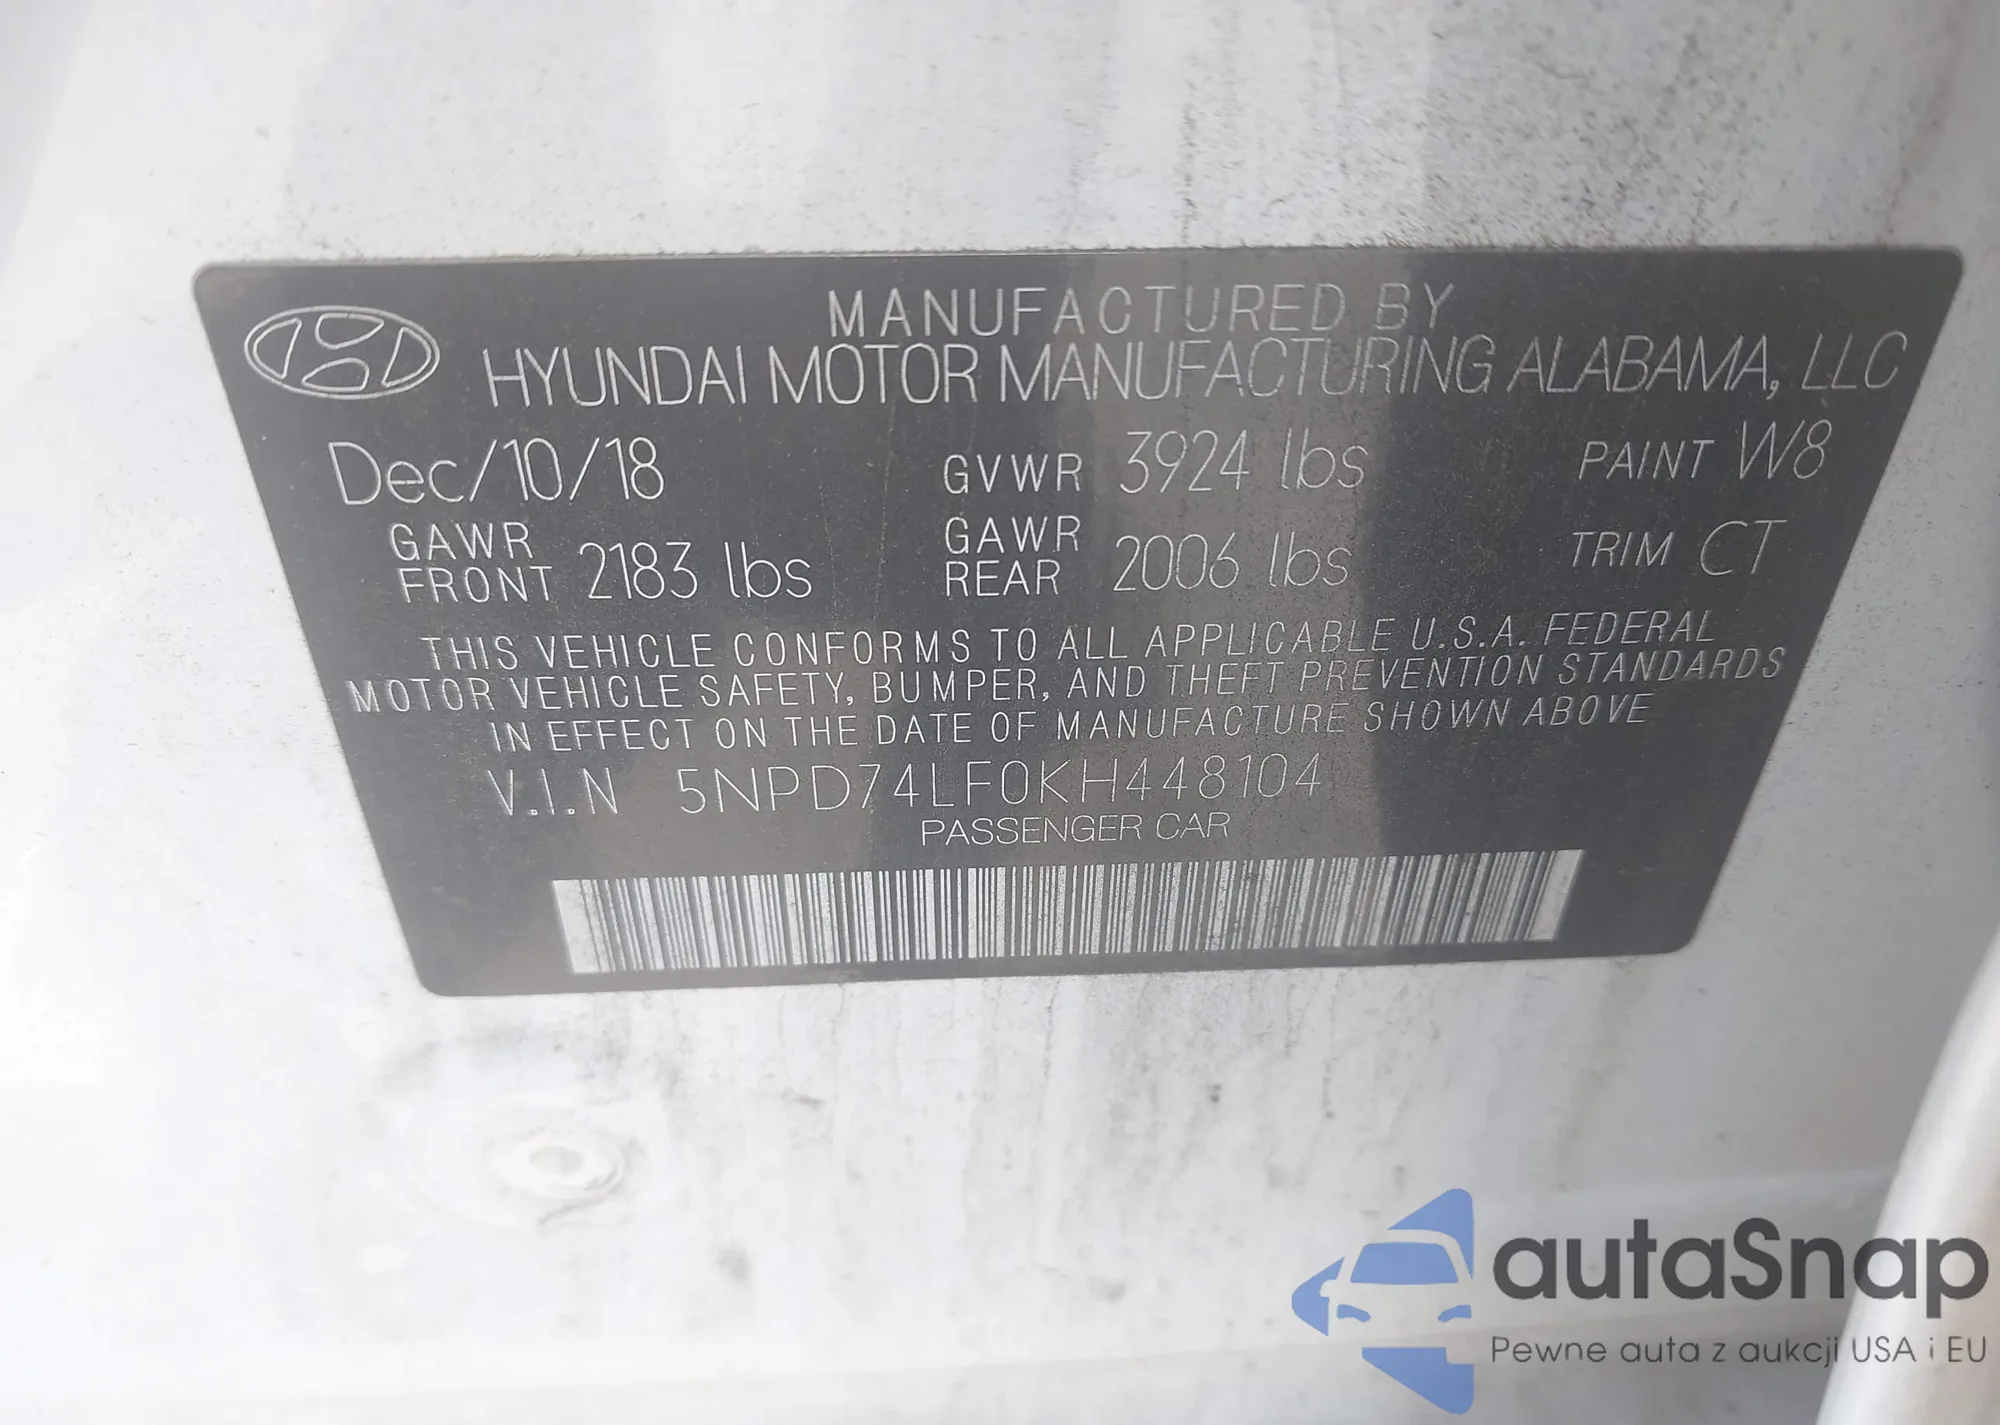 MANUFACTURED BY
HYUNDAI MOTOR MANUFACTURING ALABAMA, LLC
Dec/10/18 GVWR 3924 lbs PAINT W8
GAWR FRONT 2183 lbs GAWR REAR 2006 lbs TRIM CT
THIS VEHICLE CONFORMS TO ALL APPLICABLE U.S.A. FEDERAL
MOTOR VEHICLE SAFETY, BUMPER, AND THEFT PREVENTION STANDARDS
IN EFFECT ON THE DATE OF MANUFACTURE SHOWN ABOVE
V.I.N 5NPD74LF0KH448104
PASSENGER CAR
autaSnap
Pewne auta z aukcji USA i EU